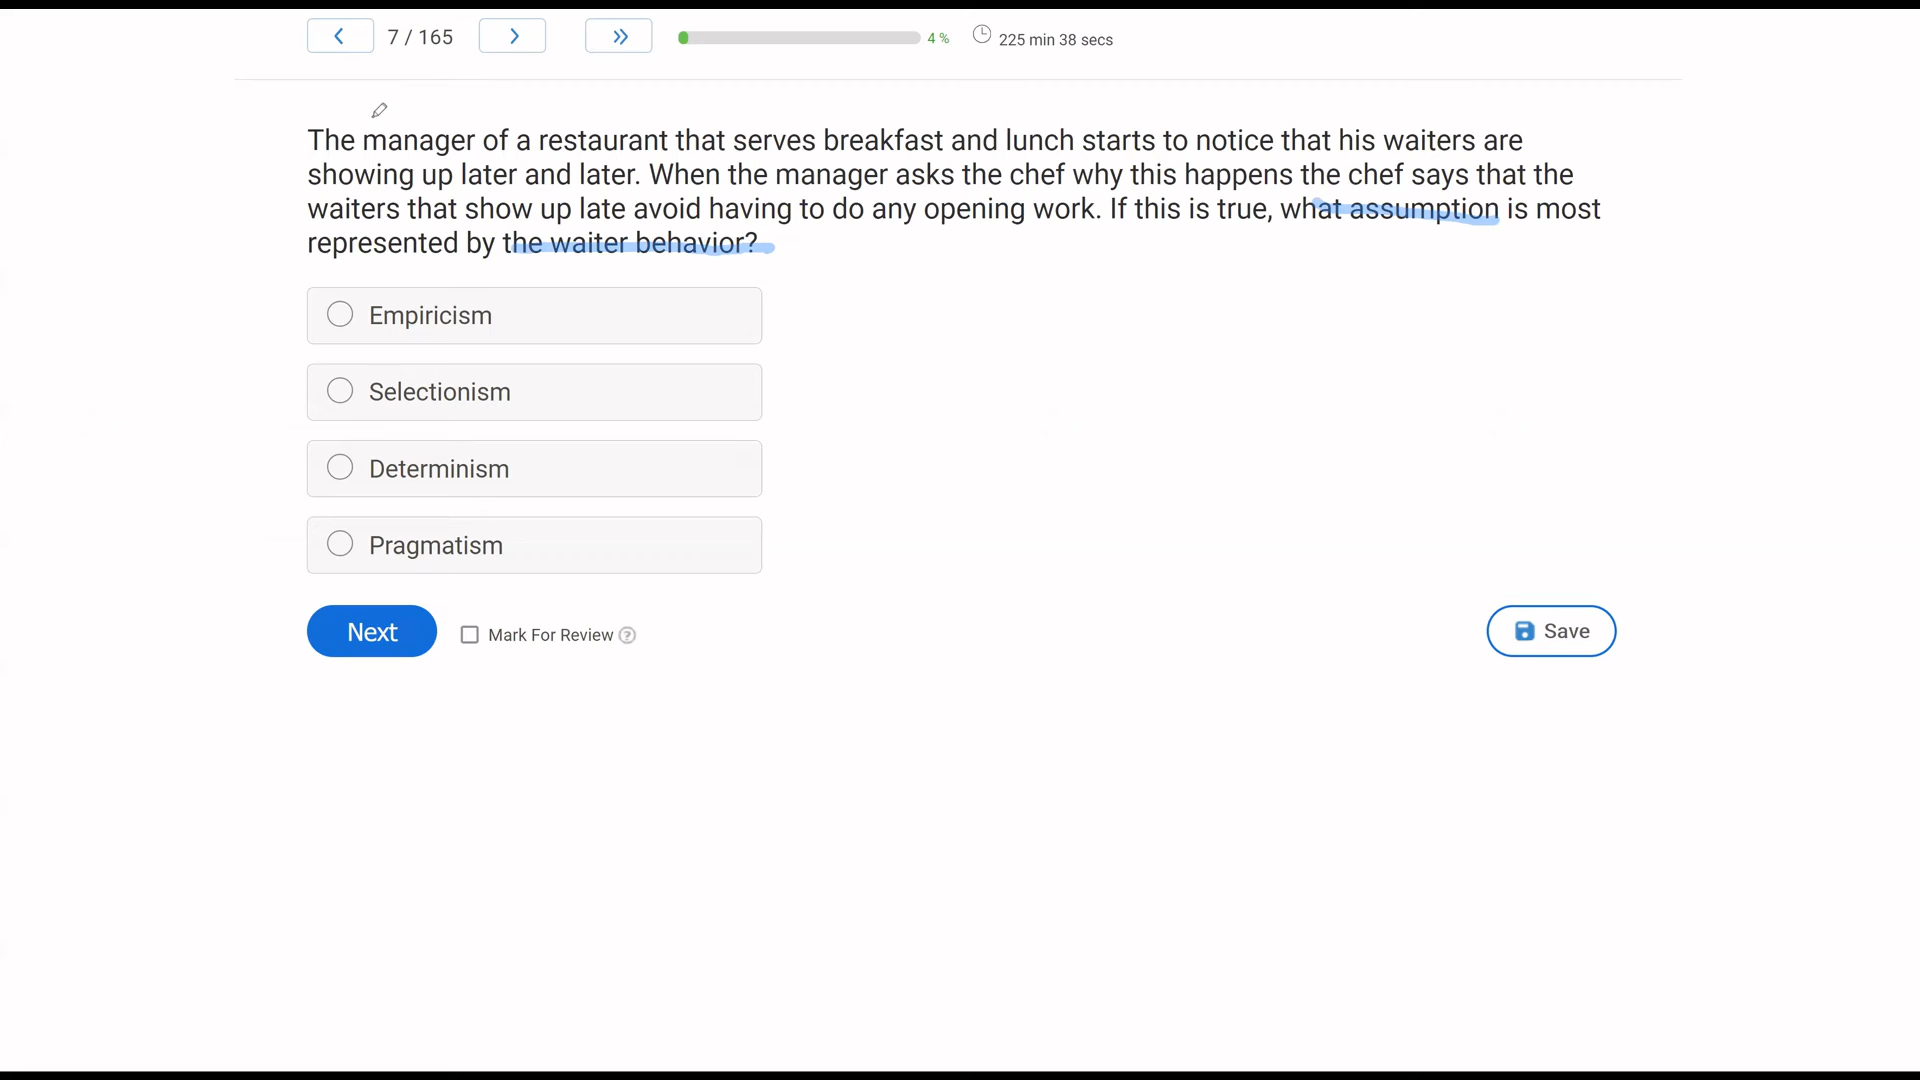 7 / 165
4 %
225 min 38 secs
The manager of a restaurant that serves breakfast and lunch starts to notice that his waiters are
showing up later and later. When the manager asks the chef why this happens the chef says that the
waiters that show up late avoid having to do any opening work. If this is true, what assumption is most
represented by the waiter behavior?
Empiricism
Selectionism
Determinism
Pragmatism
Next
Mark For Review ?
Save